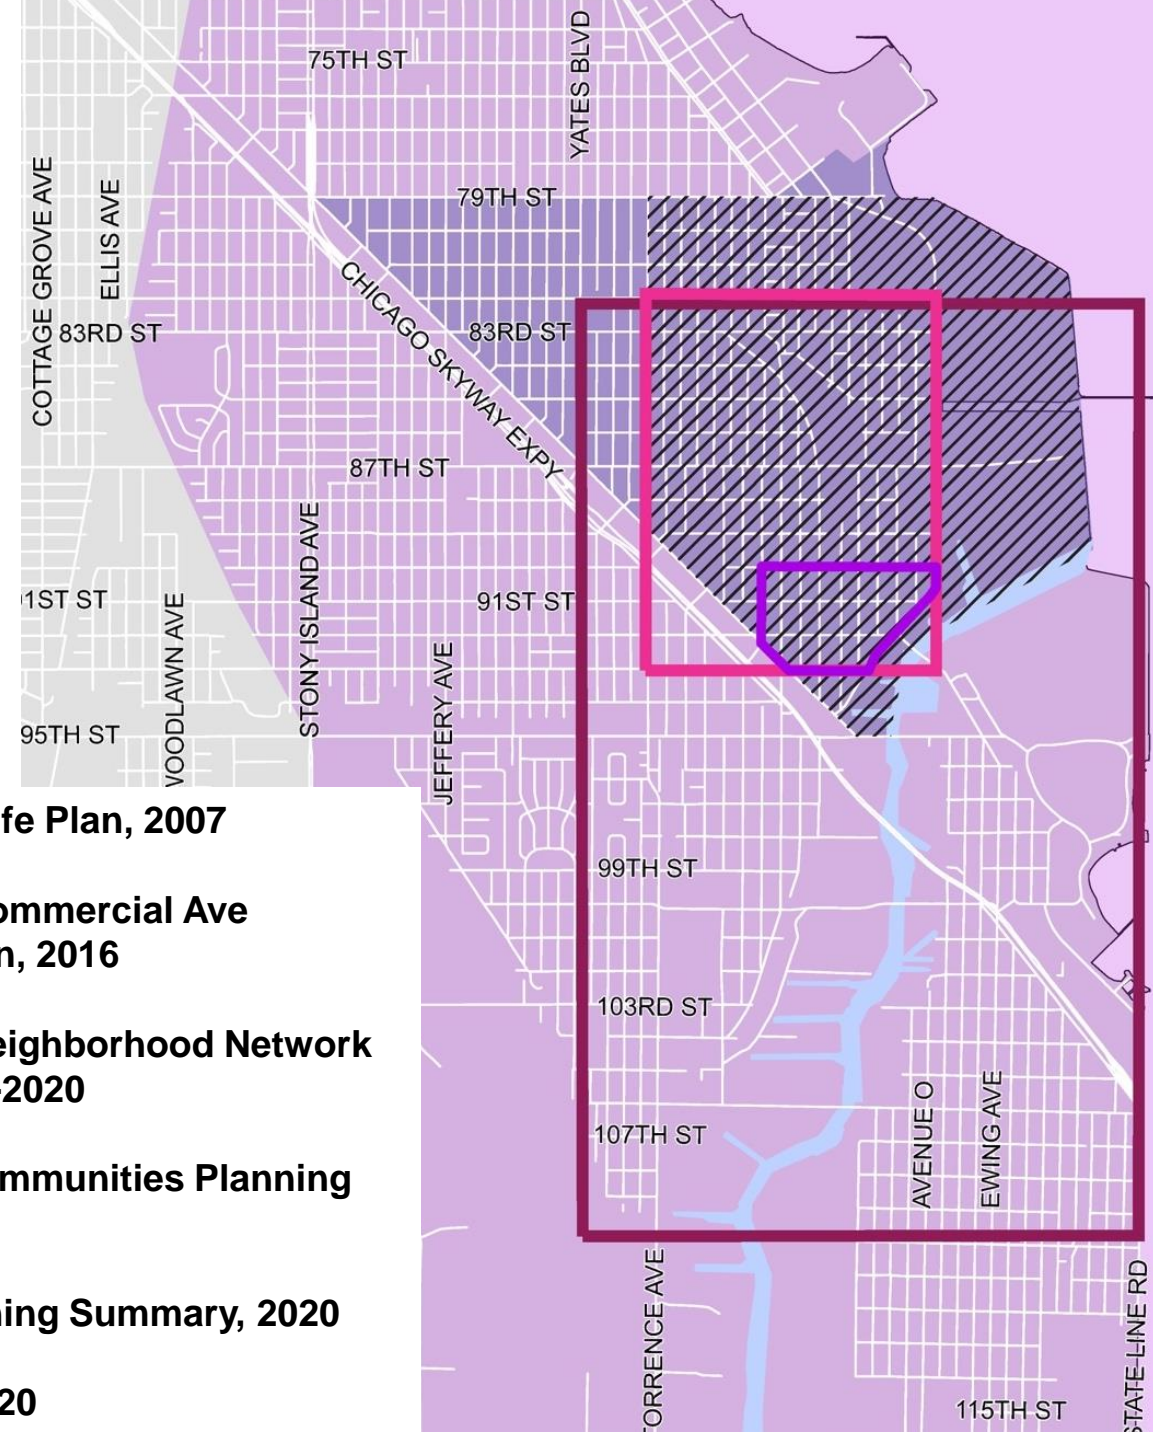 75TH ST
YATES BLVD
COTTAGE GROVE AVE
ELLIS AVE
79TH ST
CHICAGO SKYWAY EXPY
83RD ST
83RD ST
87TH ST
STONY ISLAND AVE
1ST ST
WOODLAWN AVE
91ST ST
JEFFERY AVE
95TH ST
fe Plan, 2007
ommercial Ave
n, 2016
eighborhood Network
-2020
mmunities Planning
ing Summary, 2020
20
99TH ST
103RD ST
107TH ST
AVENUE O
EWING AVE
TORRENCE AVE
STATE LINE RD
115TH ST